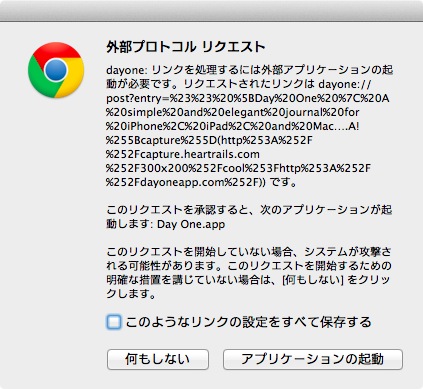 外部プロトコル リクエスト
dayone: リンクを処理するには外部アプリケーションの起
動が必要です。リクエストされたリンクは dayone://
post?entry=%23%23%20%5BDay%20One%20%7C%20A
%20simple%20and%20elegant%20journal%20for
%20iPhone%2C%20iPad%2C%20and%20Mac....A!
%255Bcapture%255D(http%253A%252F
%252Fcapture.heartrails.com
%252F300x200%252Fcool%253Fhttp%253A%252F
%252Fdayoneapp.com%252F)) です。
このリクエストを承認すると、次のアプリケーションが起
動します: Day One.app
このリクエストを開始していない場合、システムが攻撃さ
れる可能性があります。このリクエストを開始するための
明確な措置を講じていない場合は、[何もしない] をクリッ
クします。
このようなリンクの設定をすべて保存する
何もしない
アプリケーションの起動